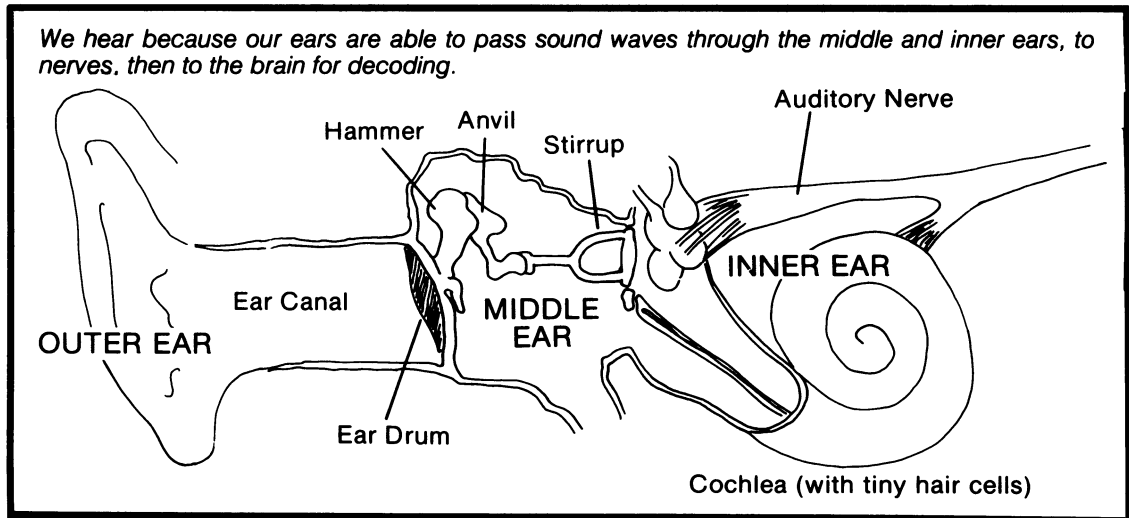 We hear because our ears are able to pass sound waves through the middle and inner ears, to
nerves, then to the brain for decoding.
Auditory Nerve
Hammer
Anvil
Stirrup
INNER EAR
Ear Canal
MIDDLE
EAR
OUTER EAR
Ear Drum
Cochlea (with tiny hair cells)